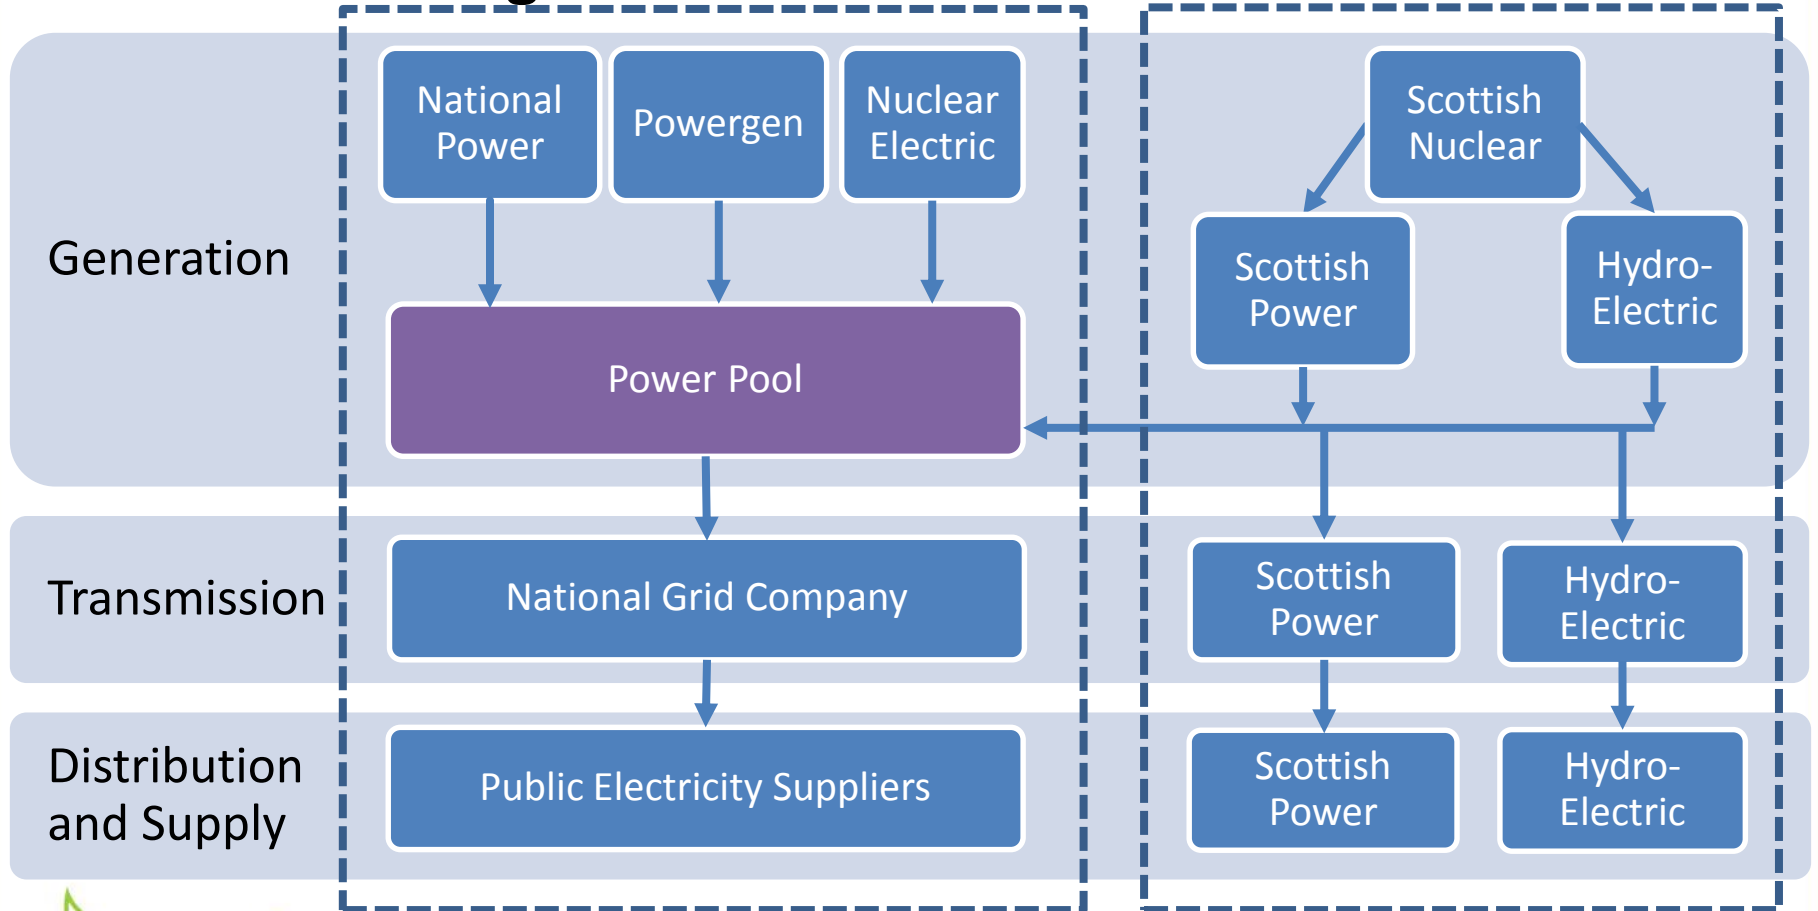 National
Power
Powergen
Nuclear
Electric
Scottish
Nuclear
Generation
Scottish
Power
Hydro-
Electric
Power Pool
Transmission
National Grid Company
Scottish
Power
Hydro-
Electric
Distribution
and Supply
Public Electricity Suppliers
Scottish
Power
Hydro-
Electric